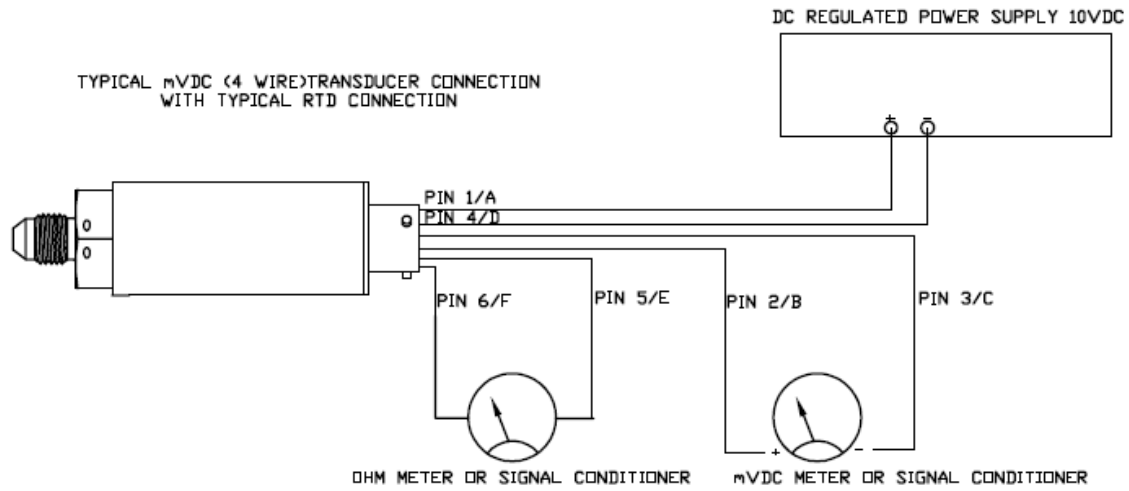 DC REGULATED POWER SUPPLY 10VDC
+ -
TYPICAL mVDC (4 WIRE)TRANSDUCER CONNECTION
WITH TYPICAL RTD CONNECTION
PIN 1/A
PIN 4/D
PIN 6/F
PIN 5/E
PIN 2/B
PIN 3/C
+ -
OHM METER OR SIGNAL CONDITIONER
mVDC METER OR SIGNAL CONDITIONER